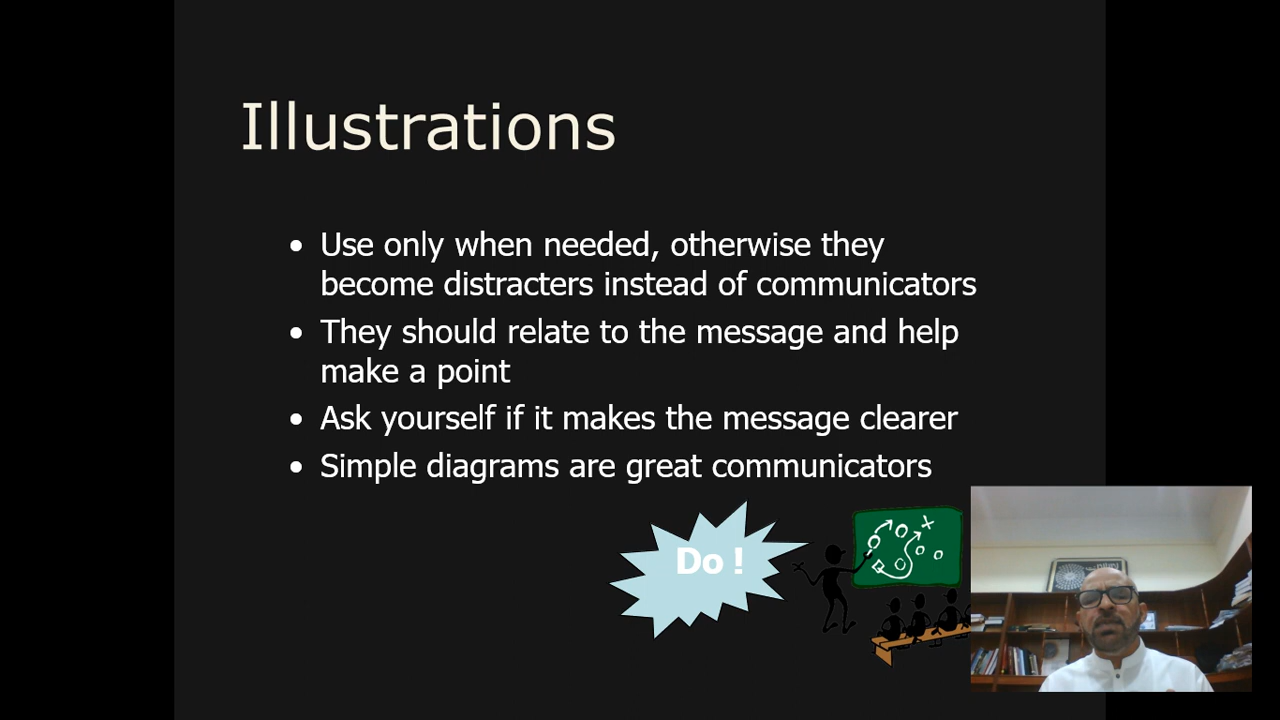 Illustrations
• Use only when needed, otherwise they
become distracters instead of communicators
• They should relate to the message and help
make a point
• Ask yourself if it makes the message clearer
• Simple diagrams are great communicators
Do !